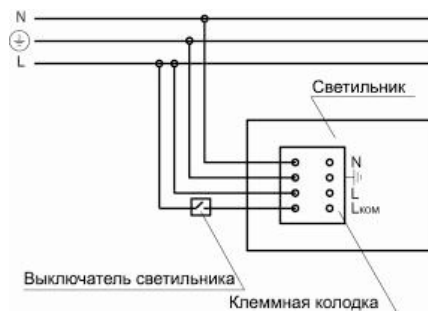 N
L
Светильник
N
L
Lком
Выключатель светильника
Клеммная колодка